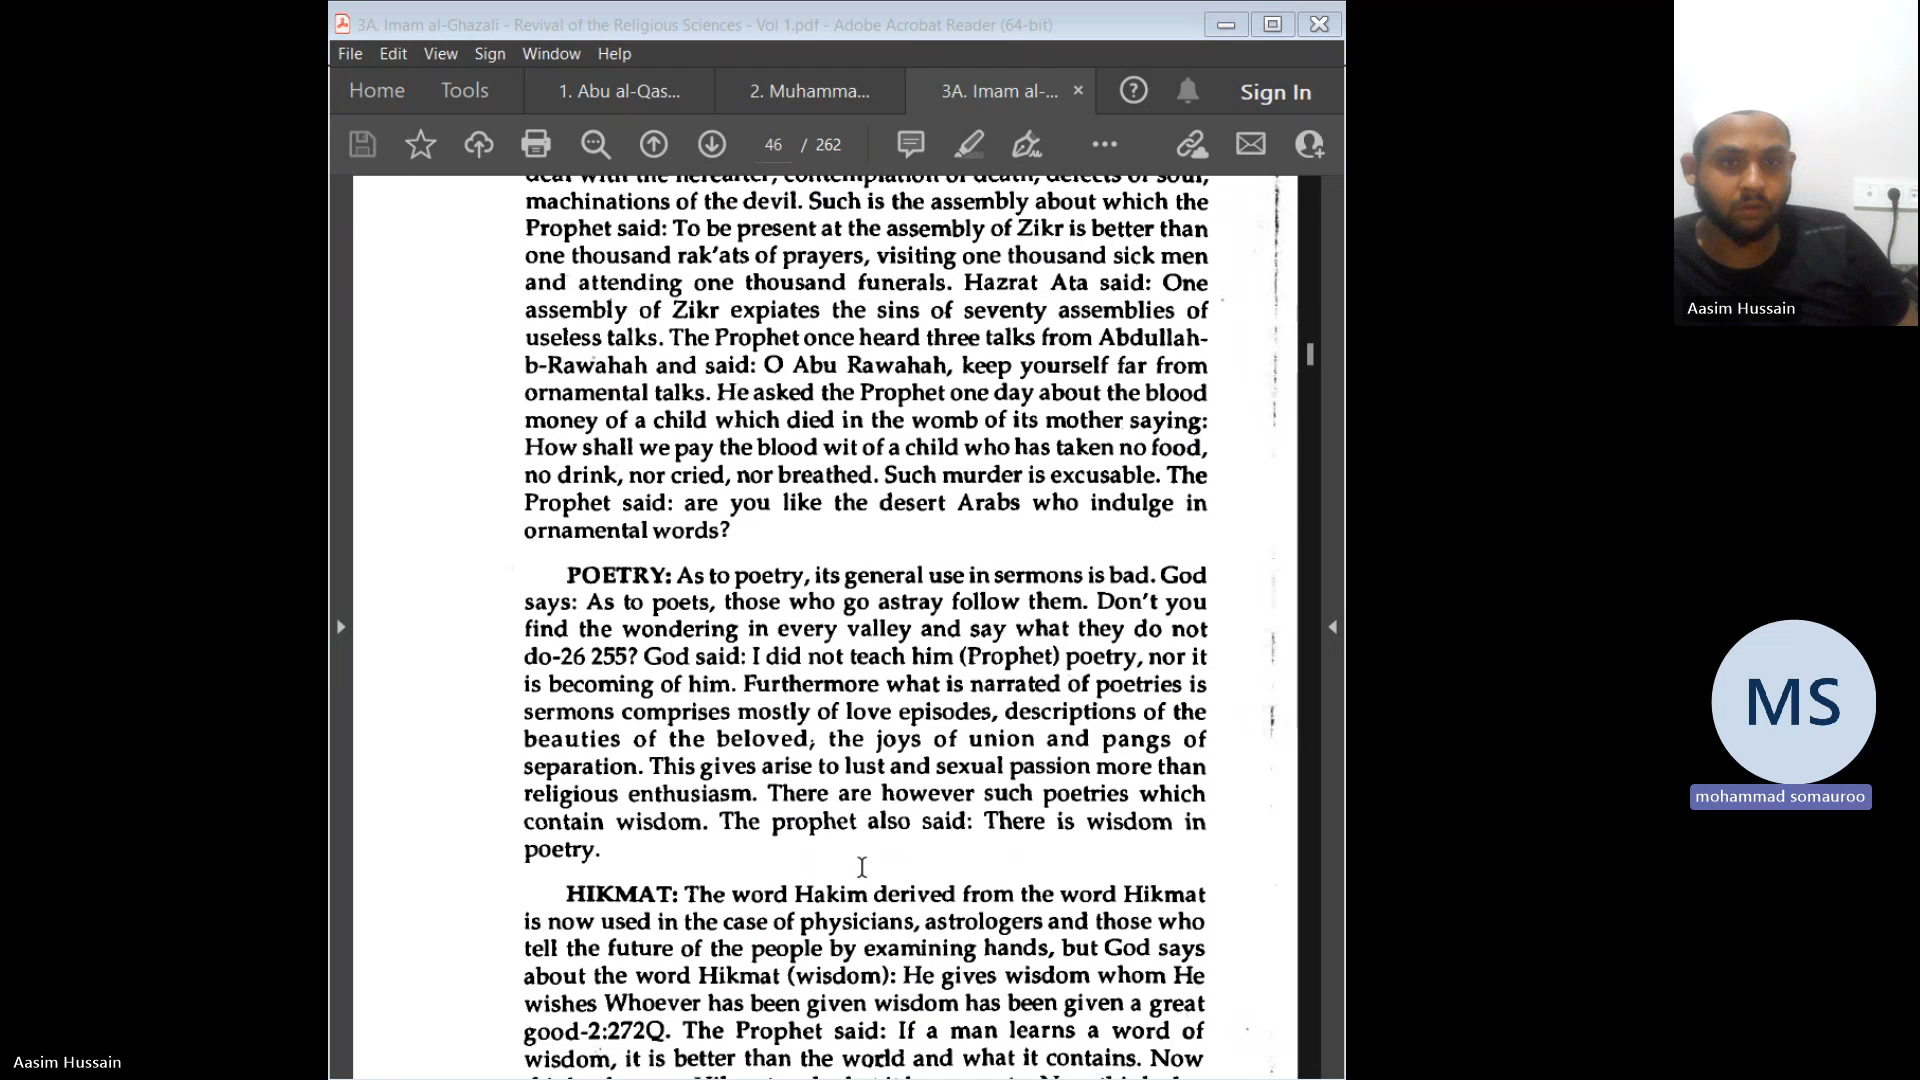 3A. Imam al-Ghazali - Revival of the Religious Sciences - Vol 1.pdf - Adobe Acrobat Reader (64-bit)
File Edit View Sign Window Help
Home Tools 1. Abu al-Qas... 2. Muhamma... 3A. Imam al-... Sign In
46 / 262
deal with the hereafter, contemplation of death, defects of soul,
machinations of the devil. Such is the assembly about which the
Prophet said: To be present at the assembly of Zikr is better than
one thousand rak'ats of prayers, visiting one thousand sick men
and attending one thousand funerals. Hazrat Ata said: One
assembly of Zikr expiates the sins of seventy assemblies of
useless talks. The Prophet once heard three talks from Abdullah-
b-Rawahah and said: O Abu Rawahah, keep yourself far from
ornamental talks. He asked the Prophet one day about the blood
money of a child which died in the womb of its mother saying:
How shall we pay the blood wit of a child who has taken no food,
no drink, nor cried, nor breathed. Such murder is excusable. The
Prophet said: are you like the desert Arabs who indulge in
ornamental words?
POETRY: As to poetry, its general use in sermons is bad. God
says: As to poets, those who go astray follow them. Don't you
find the wondering in every valley and say what they do not
do-26 255? God said: I did not teach him (Prophet) poetry, nor it
is becoming of him. Furthermore what is narrated of poetries is
sermons comprises mostly of love episodes, descriptions of the
beauties of the beloved, the joys of union and pangs of
separation. This gives arise to lust and sexual passion more than
religious enthusiasm. There are however such poetries which
contain wisdom. The prophet also said: There is wisdom in
poetry.
HIKMAT: The word Hakim derived from the word Hikmat
is now used in the case of physicians, astrologers and those who
tell the future of the people by examining hands, but God says
about the word Hikmat (wisdom): He gives wisdom whom He
wishes Whoever has been given wisdom has been given a great
good-2:272Q. The Prophet said: If a man learns a word of
wisdom, it is better than the world and what it contains. Now
Aasim Hussain
MS
mohammad somauroo
Aasim Hussain